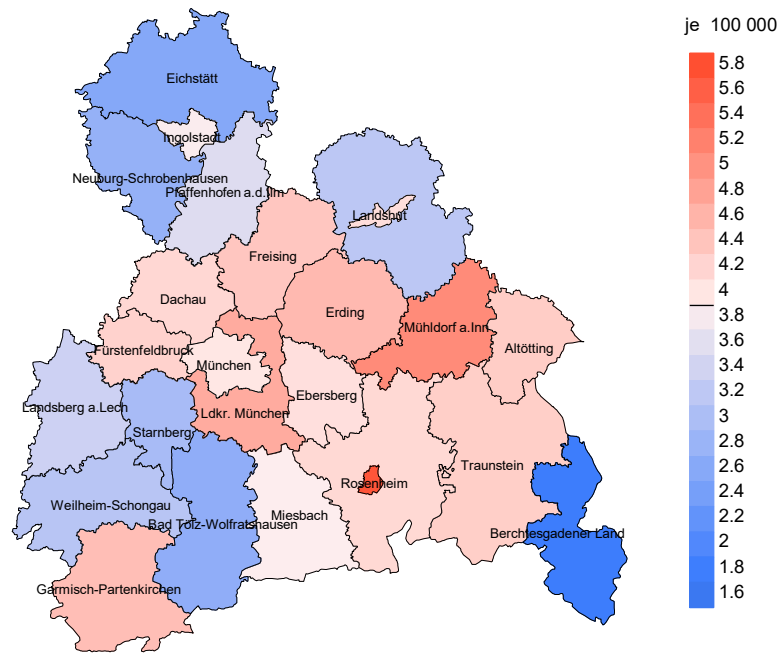 je 100 000
5.8
5.6
5.4
5.2
5
4.8
4.6
4.4
4.2
4
3.8
3.6
3.4
3.2
3
2.8
2.6
2.4
2.2
2
1.8
1.6
Eichstätt
Ingolstadt
Neuburg-Schrobenhausen
Pfaffenhofen a.d.Ilm
Landshut
Freising
Dachau
Erding
Mühldorf a.Inn
Altötting
Fürstenfeldbruck
München
Ebersberg
Landsberg a.Lech
Ldkr. München
Starnberg
Traunstein
Rosenheim
Weilheim-Schongau
Miesbach
Bad Tölz-Wolfratshausen
Berchtesgadener Land
Garmisch-Partenkirchen